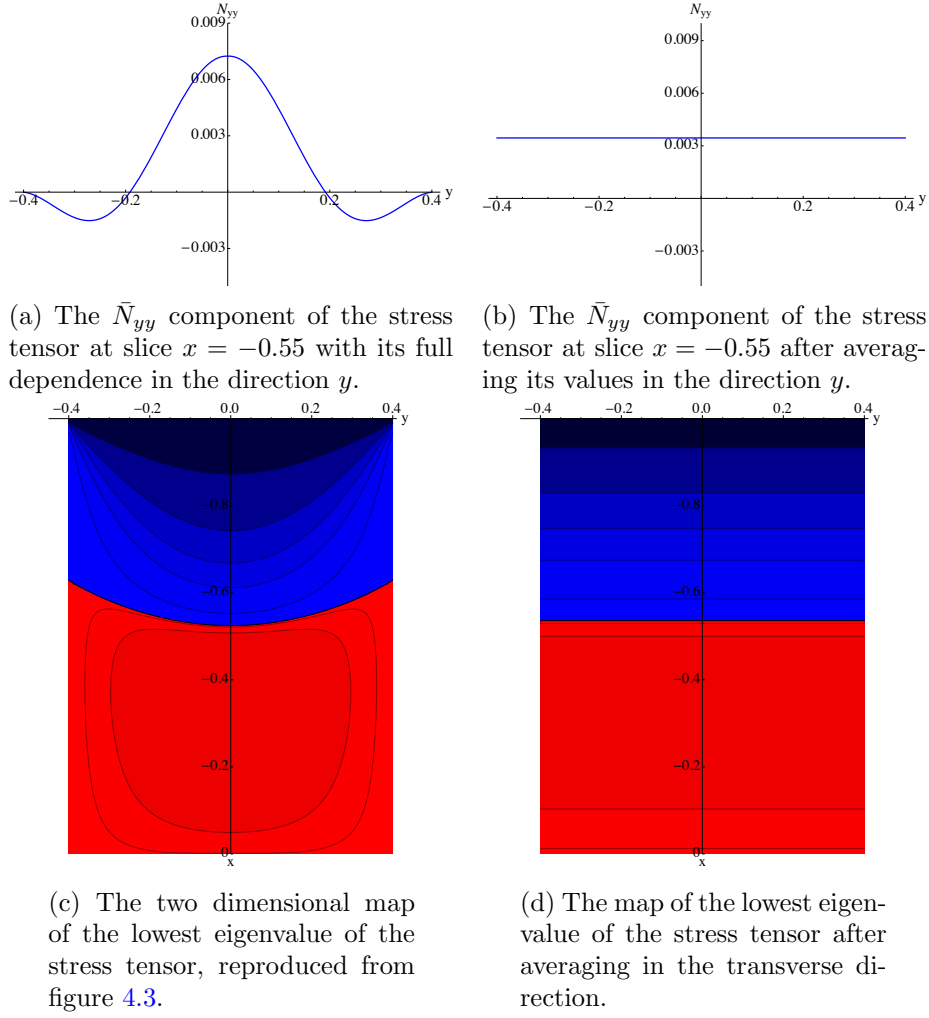 N_yy
0.009
0.006
0.003
-0.4 -0.2 0.2 0.4 y
-0.003
N_yy
0.009
0.006
0.003
-0.4 -0.2 0.2 0.4 y
-0.003
(a) The N̄_yy component of the stress
tensor at slice x = −0.55 with its full
dependence in the direction y.
(b) The N̄_yy component of the stress
tensor at slice x = −0.55 after averag-
ing its values in the direction y.
-0.4 -0.2 0.0 0.2 0.4 y
-0.8
-0.6
-0.4
-0.2
0
x
-0.4 -0.2 0.0 0.2 0.4 y
-0.8
-0.6
-0.4
-0.2
0
x
(c) The two dimensional map
of the lowest eigenvalue of the
stress tensor, reproduced from
figure 4.3.
(d) The map of the lowest eigen-
value of the stress tensor after
averaging in the transverse di-
rection.